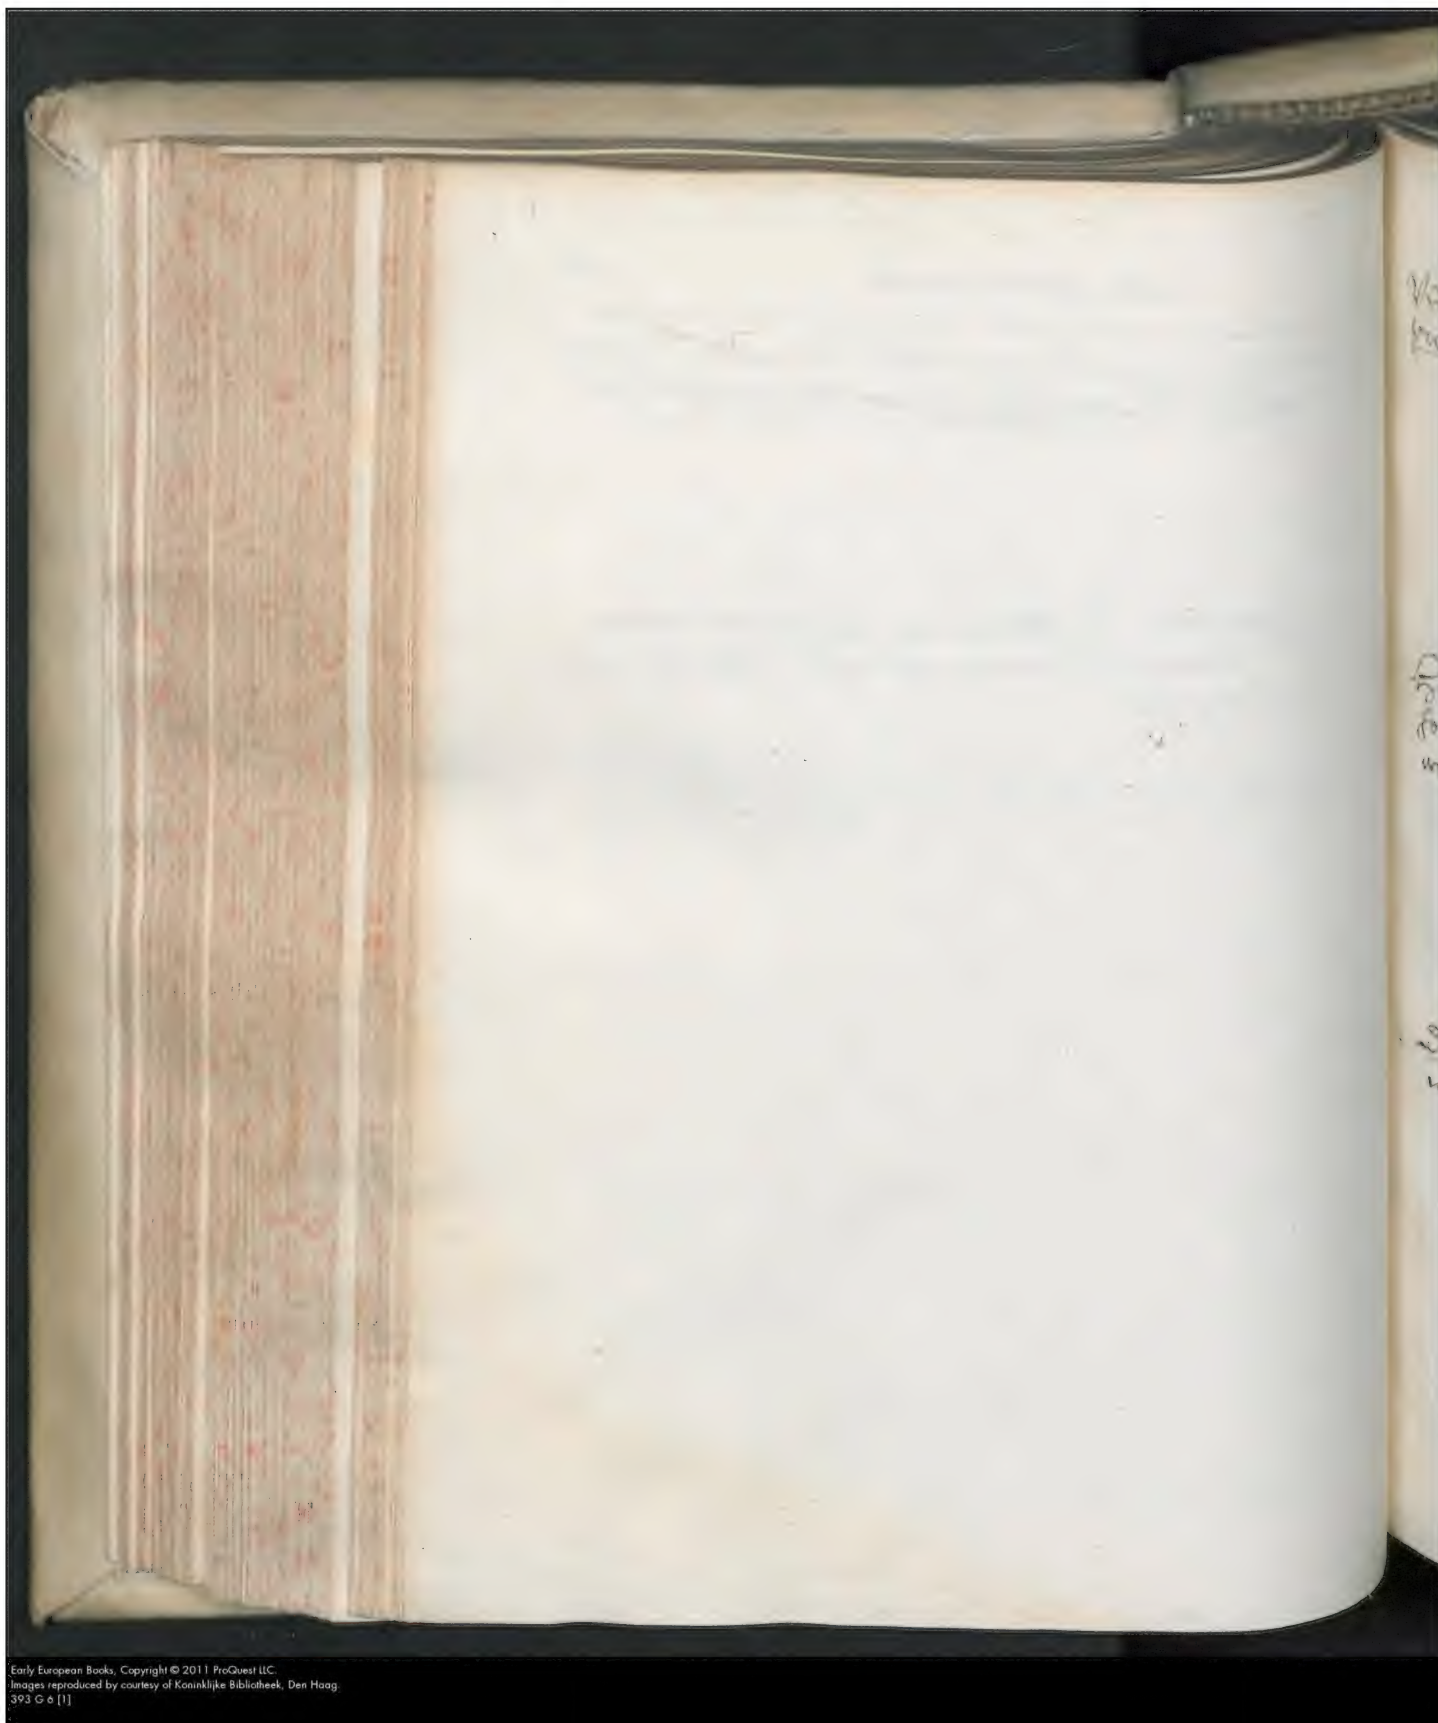 Early European Books, Copyright © 2011 ProQuest LLC.
Images reproduced by courtesy of Koninklijke Bibliotheek, Den Haag.
393 G 6 [1]